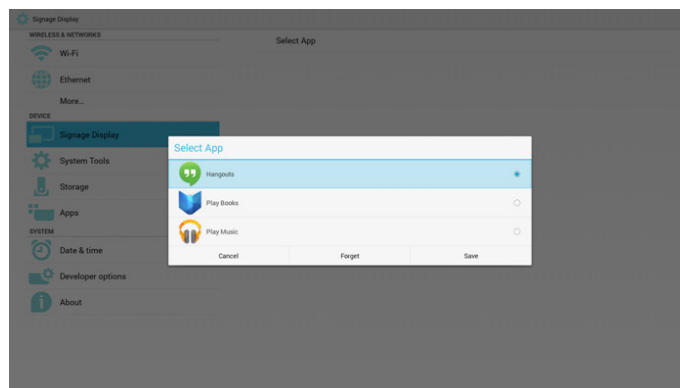 Signage Display
WIRELESS & NETWORKS
Wi-Fi
Ethernet
More...
DEVICE
Signage Display
System Tools
Storage
Apps
SYSTEM
Date & time
Developer options
About
Select App
Select App
Hangouts
Play Books
Play Music
Cancel Forget Save